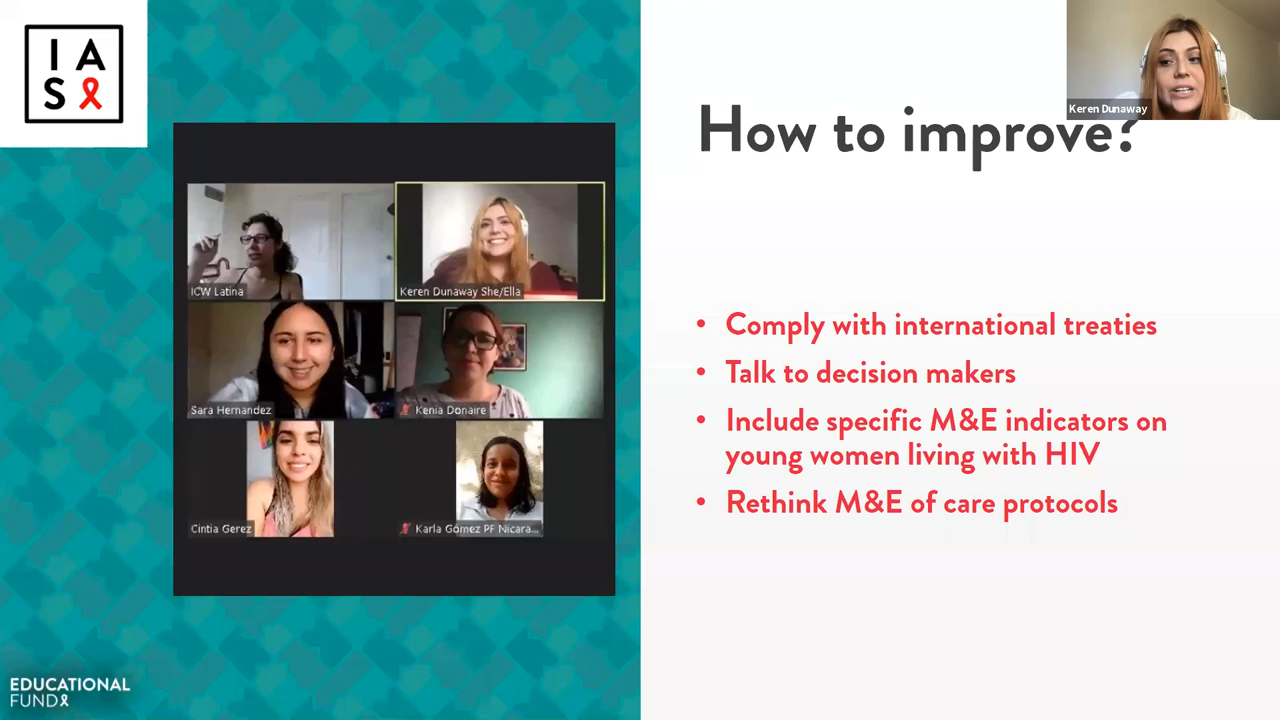 I A
S
Keren Dunaway
How to improve?
ICW Latina
Keren Dunaway She/Ella
Sara Hernandez
Kenia Donaire
Cintia Gerez
Karla Gómez PF Nicara...
• Comply with international treaties
• Talk to decision makers
• Include specific M&E indicators on
young women living with HIV
• Rethink M&E of care protocols
EDUCATIONAL
FUND